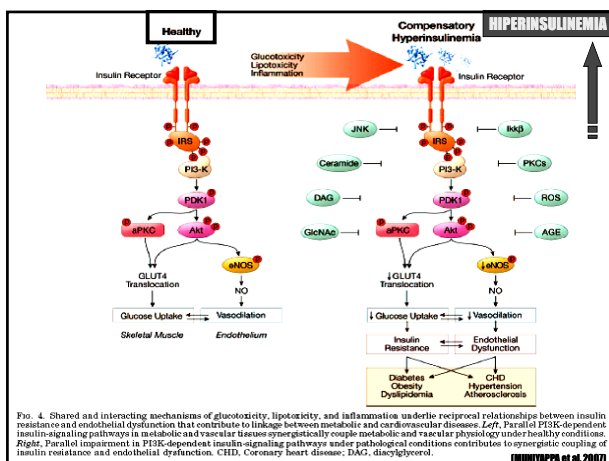 Healthy
Compensatory
Hyperinsulinemia
HIPERINSULINEMIA
Glucotoxicity
Lipotoxicity
Inflammation
Insulin Receptor
Insulin Receptor
P P
P P
IRS
P
P
PI3-K
P
PDK1
P
aPKC
P
Akt
P
eNOS
P
GLUT4
Translocation
NO
Glucose Uptake
Vasodilation
Skeletal Muscle
Endothelium
JNK
Ikkβ
Ceramide
PKCs
DAG
ROS
GlcNAc
AGE
P P
P P
IRS
P
P
PI3-K
P
PDK1
P
aPKC
P
Akt
P
↓eNOS
P
↓GLUT4
Translocation
NO
↓Glucose Uptake
↓Vasodilation
Insulin
Resistance
Endothelial
Dysfunction
Diabetes
Obesity
Dyslipidemia
CHD
Hypertension
Atherosclerosis
FIG. 4. Shared and interacting mechanisms of glucotoxicity, lipotoxicity, and inflammation underlie reciprocal relationships between insulin
resistance and endothelial dysfunction that contribute to linkage between metabolic and cardiovascular diseases. Left, Parallel PI3K-dependent
insulin-signaling pathways in metabolic and vascular tissues synergistically couple metabolic and vascular physiology under healthy conditions.
Right, Parallel impairment in PI3K-dependent insulin-signaling pathways under pathological conditions contributes to synergistic coupling of
insulin resistance and endothelial dysfunction. CHD, Coronary heart disease; DAG, diacylglycerol.
(MUNIYAPPA et al, 2007)